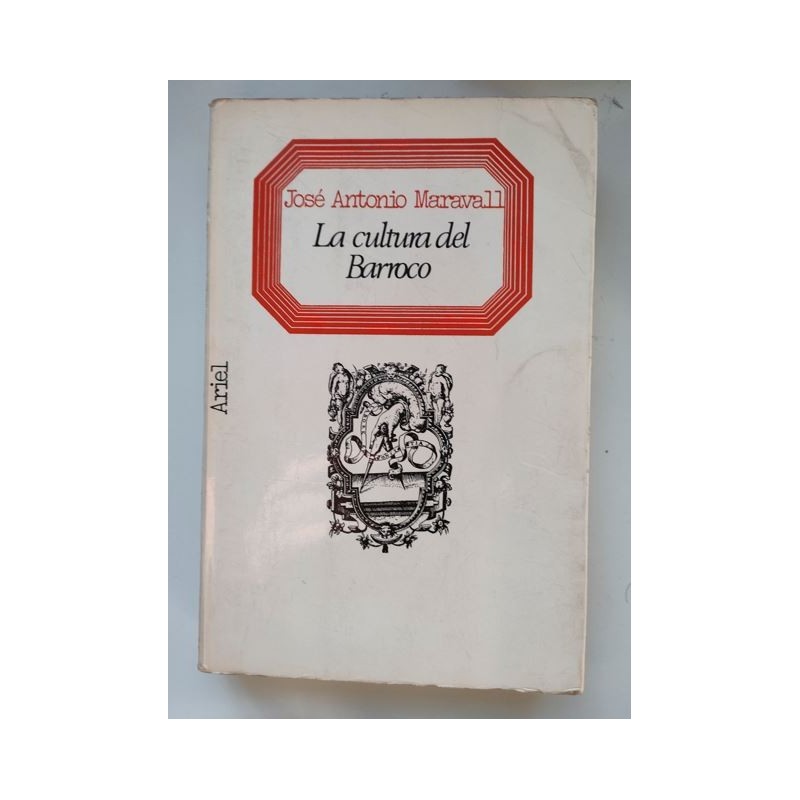 José Antonio Maravall
La cultura del
Barroco
Ariel